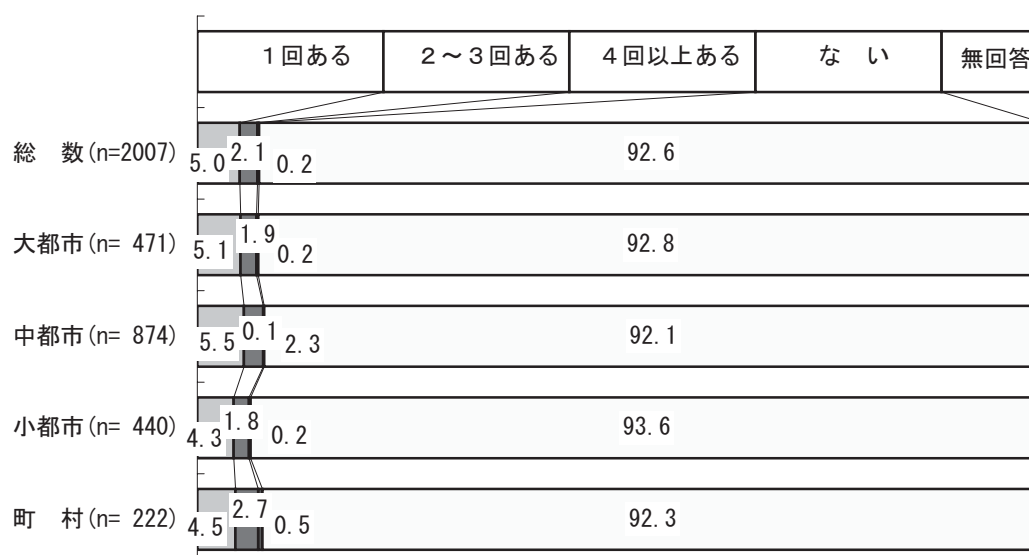 １回ある ２～３回ある ４回以上ある な い 無回答
総 数(n=2007) 5.0 2.1 0.2 92.6
大都市(n= 471) 5.1 1.9 0.2 92.8
中都市(n= 874) 5.5 0.1 2.3 92.1
小都市(n= 440) 4.3 1.8 0.2 93.6
町 村(n= 222) 4.5 2.7 0.5 92.3